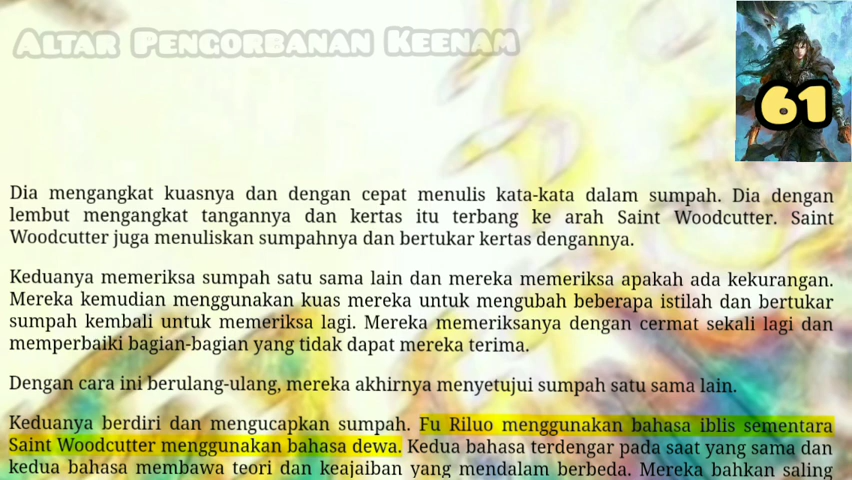 Altar Pengorbanan Keenam
61
Dia mengangkat kuasnya dan dengan cepat menulis kata-kata dalam sumpah. Dia dengan
lembut mengangkat tangannya dan kertas itu terbang ke arah Saint Woodcutter. Saint
Woodcutter juga menuliskan sumpahnya dan bertukar kertas dengannya.
Keduanya memeriksa sumpah satu sama lain dan mereka memeriksa apakah ada kekurangan.
Mereka kemudian menggunakan kuas mereka untuk mengubah beberapa istilah dan bertukar
sumpah kembali untuk memeriksa lagi. Mereka memeriksanya dengan cermat sekali lagi dan
memperbaiki bagian-bagian yang tidak dapat mereka terima.
Dengan cara ini berulang-ulang, mereka akhirnya menyetujui sumpah satu sama lain.
Keduanya berdiri dan mengucapkan sumpah. Fu Riluo menggunakan bahasa iblis sementara
Saint Woodcutter menggunakan bahasa dewa. Kedua bahasa terdengar pada saat yang sama dan
kedua bahasa membawa teori dan keajaiban yang mendalam berbeda. Mereka bahkan saling